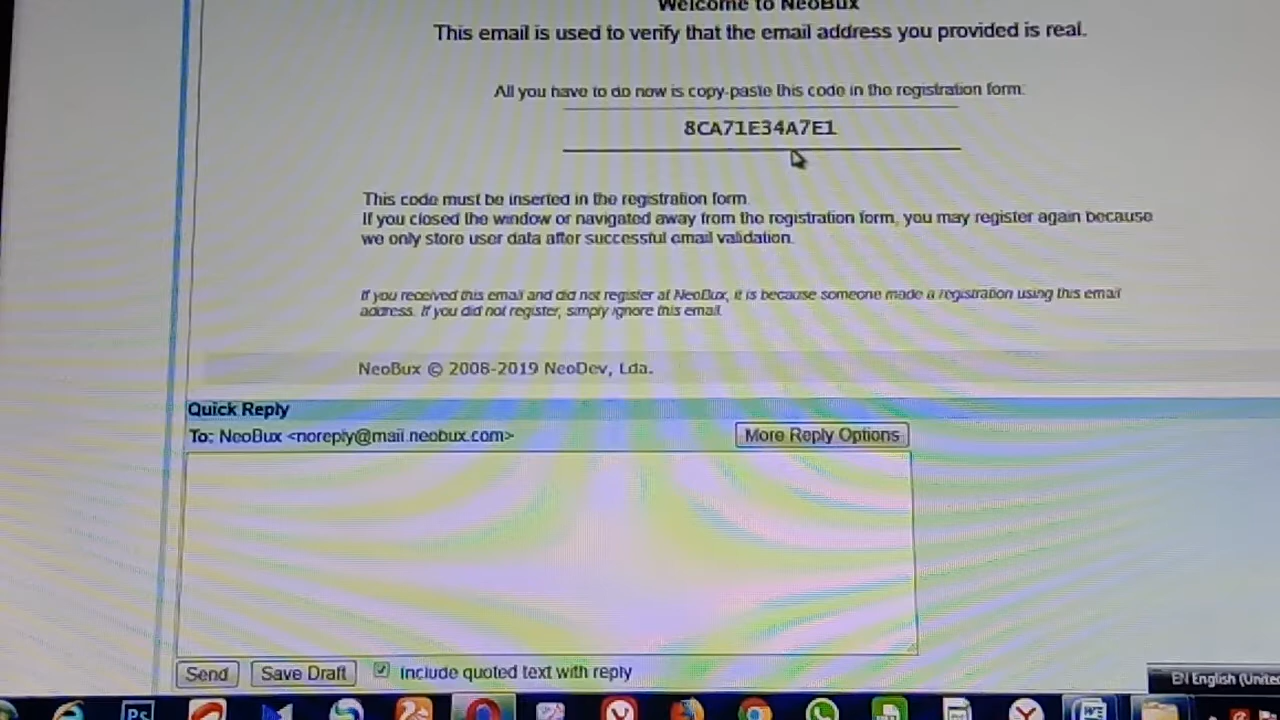 Welcome to NeoBux
This email is used to verify that the email address you provided is real.
All you have to do now is copy-paste this code in the registration form:
8CA71E34A7E1
This code must be inserted in the registration form.
If you closed the window or navigated away from the registration form, you may register again because
we only store user data after successful email validation.
If you received this email and did not register at NeoBux, it is because someone made a registration using this email
address. If you did not register, simply ignore this email.
NeoBux © 2008-2019 NeoDev, Lda.
Quick Reply
To: NeoBux <noreply@mail.neobux.com>
More Reply Options
Send
Save Draft
Include quoted text with reply
EN English (United
Ps